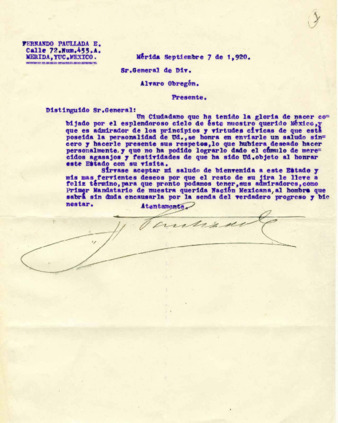 FERNANDO PAULLADA E.
Calle 72.Num.455.A.
MERIDA,YUC.MEXICO.
Mérida Septiembre 7 de 1,920.
Sr.General de Div.
Alvaro Obregón.
Presente.
Distinguido Sr.General:
Un Ciudadano que ha tenido la gloria de nacer co-
bijado por el esplendoroso cielo de éste nuestro querido México,y
que es admirador de los principios y virtudes cívicas de que está
poseida la personalidad de Ud.,se honra en enviarle un saludo sin-
cero y hacerle presente sus respetos,lo que hubiera deseado hacer
personalmente,y que no ha podido lograrlo dado el cúmulo de mere-
cidos agasajos y festividades de que ha sido Ud.objeto al honrar
este Estado con su visita.
Sírvase aceptar mi saludo de bienvenida a este Estado y
mis mas fervientes deseos por que el resto de su jira le lleve a
feliz término,para que pronto podamos tener,sus admiradores,como
Primer Mandatario de nuestra querida Nación Mexicana,al hombre que
sabrá sin duda encausarla por la senda del verdadero progreso y bie
nestar.
Atentamente.